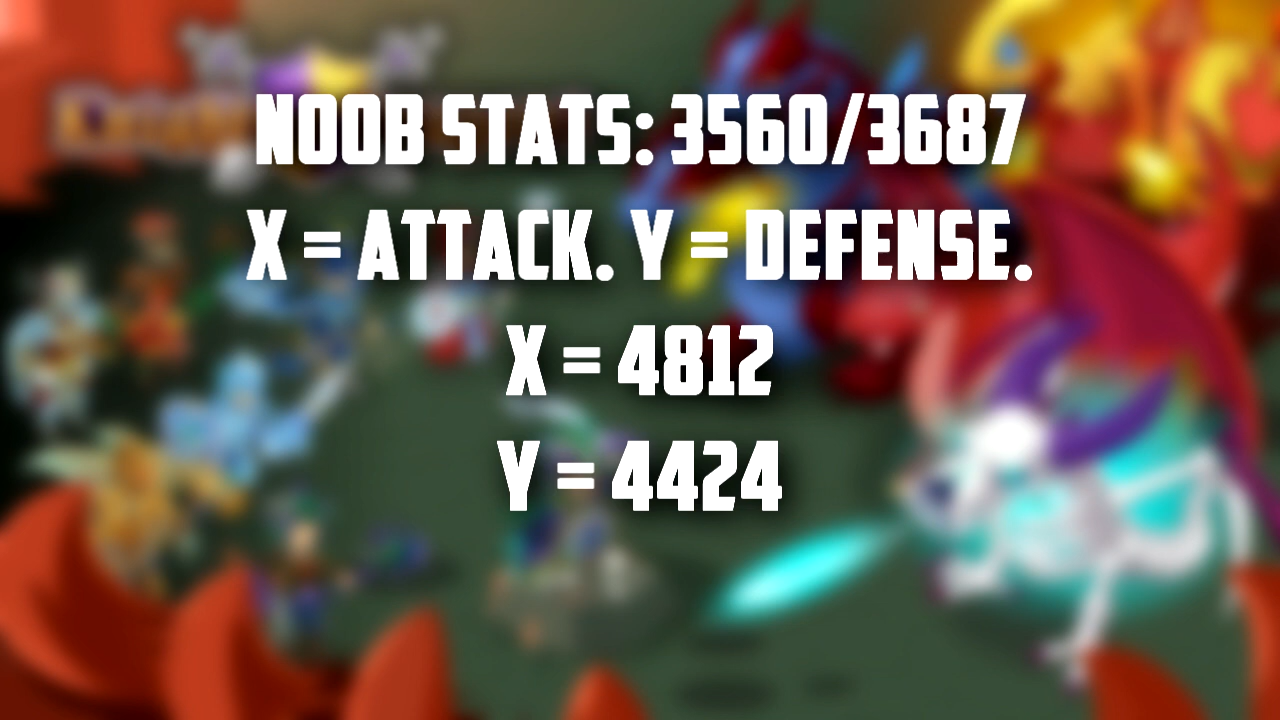 NOOB STATS: 3560/3687
X = ATTACK. Y = DEFENSE.
X = 4812
Y = 4424